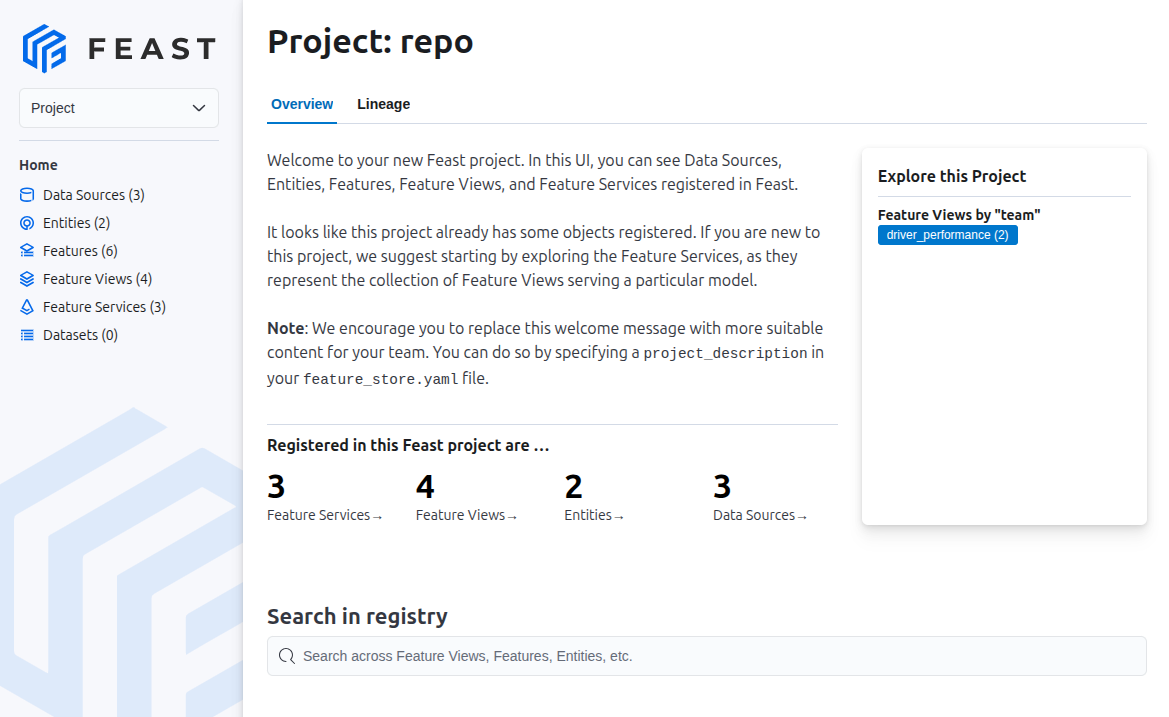 FEAST
Project
Home
Data Sources (3)
Entities (2)
Features (6)
Feature Views (4)
Feature Services (3)
Datasets (0)
Project: repo
Overview Lineage
Welcome to your new Feast project. In this UI, you can see Data Sources,
Entities, Features, Feature Views, and Feature Services registered in Feast.
It looks like this project already has some objects registered. If you are new to
this project, we suggest starting by exploring the Feature Services, as they
represent the collection of Feature Views serving a particular model.
Note: We encourage you to replace this welcome message with more suitable
content for your team. You can do so by specifying a project_description in
your feature_store.yaml file.
Registered in this Feast project are …
3 4 2 3
Feature Services→ Feature Views→ Entities→ Data Sources→
Explore this Project
Feature Views by "team"
driver_performance (2)
Search in registry
Search across Feature Views, Features, Entities, etc.